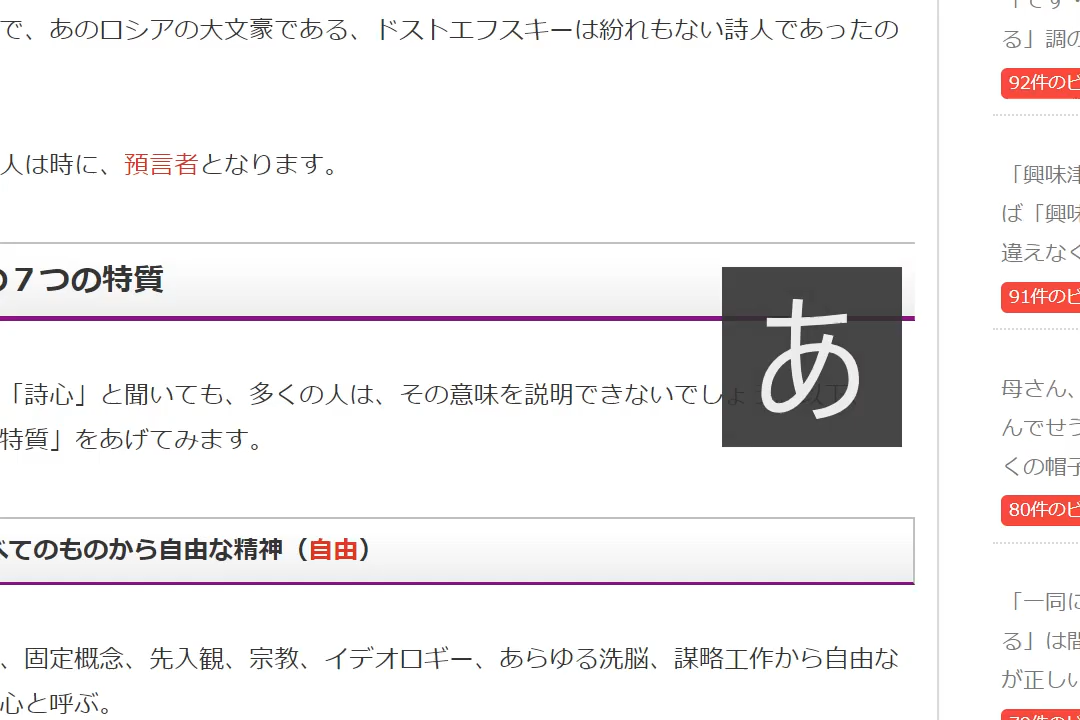 で、あのロシアの大文豪である、ドストエフスキーは紛れもない詩人であったの
人は時に、預言者となります。
の７つの特質
「詩心」と聞いても、多くの人は、その意味を説明できないでしょう。以下、
特質」をあげてみます。
あ
べてのものから自由な精神（自由）
、固定概念、先入観、宗教、イデオロギー、あらゆる洗脳、謀略工作から自由な
心と呼ぶ。
る」調の
92件のビ
「興味津
ば「興味
違えなく
91件のビ
母さん、
んでせう
くの帽子
80件のビ
「一同に
る」は間
が正しい